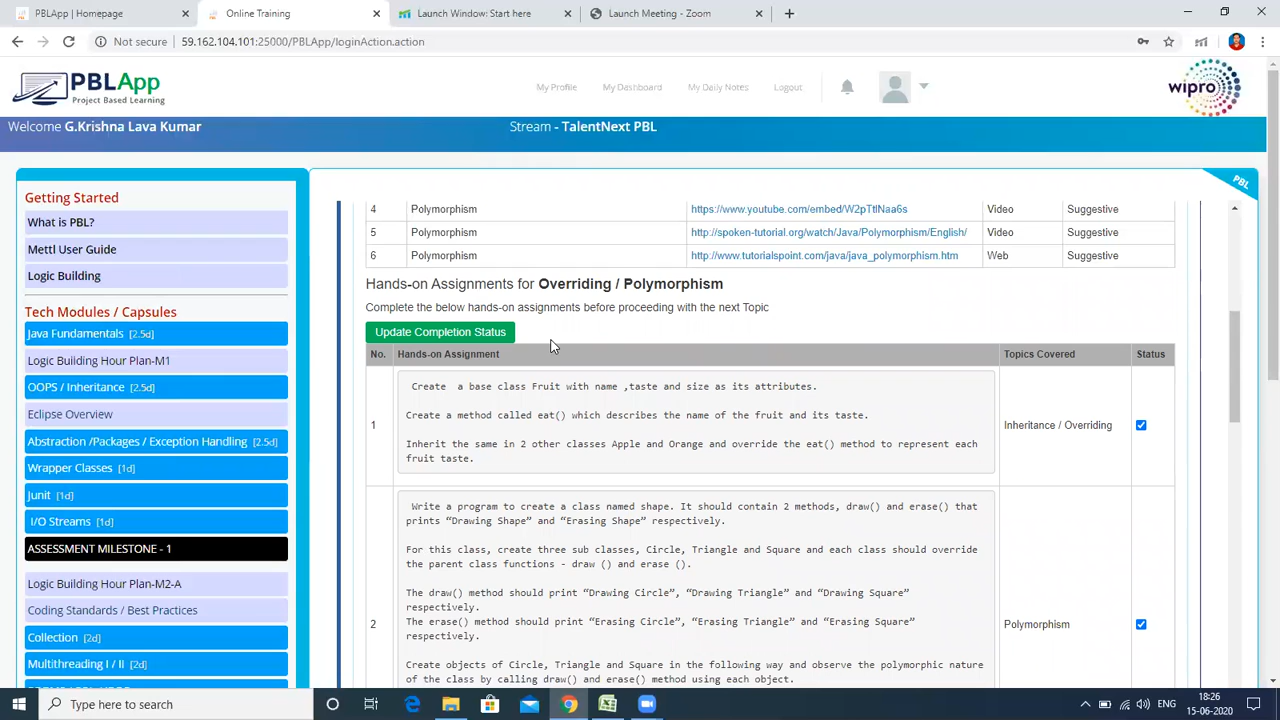 PBLApp | Homepage
Online Training
Launch Window: Start here
Launch Meeting - Zoom
Not secure
59.162.104.101:25000/PBLApp/loginAction.action
PBLApp
Project Based Learning
My Profile
My Dashboard
My Daily Notes
Logout
wipro
Welcome G.Krishna Lava Kumar
Stream - TalentNext PBL
PBL
Getting Started
What is PBL?
Mettl User Guide
Logic Building
Tech Modules / Capsules
Java Fundamentals [2.5d]
Logic Building Hour Plan-M1
OOPS / Inheritance [2.5d]
Eclipse Overview
Abstraction /Packages / Exception Handling [2.5d]
Wrapper Classes [1d]
Junit [1d]
I/O Streams [1d]
ASSESSMENT MILESTONE - 1
Logic Building Hour Plan-M2-A
Coding Standards / Best Practices
Collection [2d]
Multithreading I / II [2d]
4 Polymorphism https://www.youtube.com/embed/W2pTtlNaa6s Video Suggestive
5 Polymorphism http://spoken-tutorial.org/watch/Java/Polymorphism/English/ Video Suggestive
6 Polymorphism http://www.tutorialspoint.com/java/java_polymorphism.htm Web Suggestive
Hands-on Assignments for Overriding / Polymorphism
Complete the below hands-on assignments before proceeding with the next Topic
Update Completion Status
No. Hands-on Assignment Topics Covered Status
Create a base class Fruit with name ,taste and size as its attributes.
Create a method called eat() which describes the name of the fruit and its taste.
1
Inheritance / Overriding
Inherit the same in 2 other classes Apple and Orange and override the eat() method to represent each
fruit taste.
Write a program to create a class named shape. It should contain 2 methods, draw() and erase() that
prints “Drawing Shape” and “Erasing Shape” respectively.
For this class, create three sub classes, Circle, Triangle and Square and each class should override
the parent class functions - draw () and erase ().
The draw() method should print “Drawing Circle”, “Drawing Triangle” and “Drawing Square”
respectively.
The erase() method should print “Erasing Circle”, “Erasing Triangle” and “Erasing Square”
respectively.
2
Polymorphism
Create objects of Circle, Triangle and Square in the following way and observe the polymorphic nature
of the class by calling draw() and erase() method using each object.
Type here to search
ENG
18:26
15-06-2020